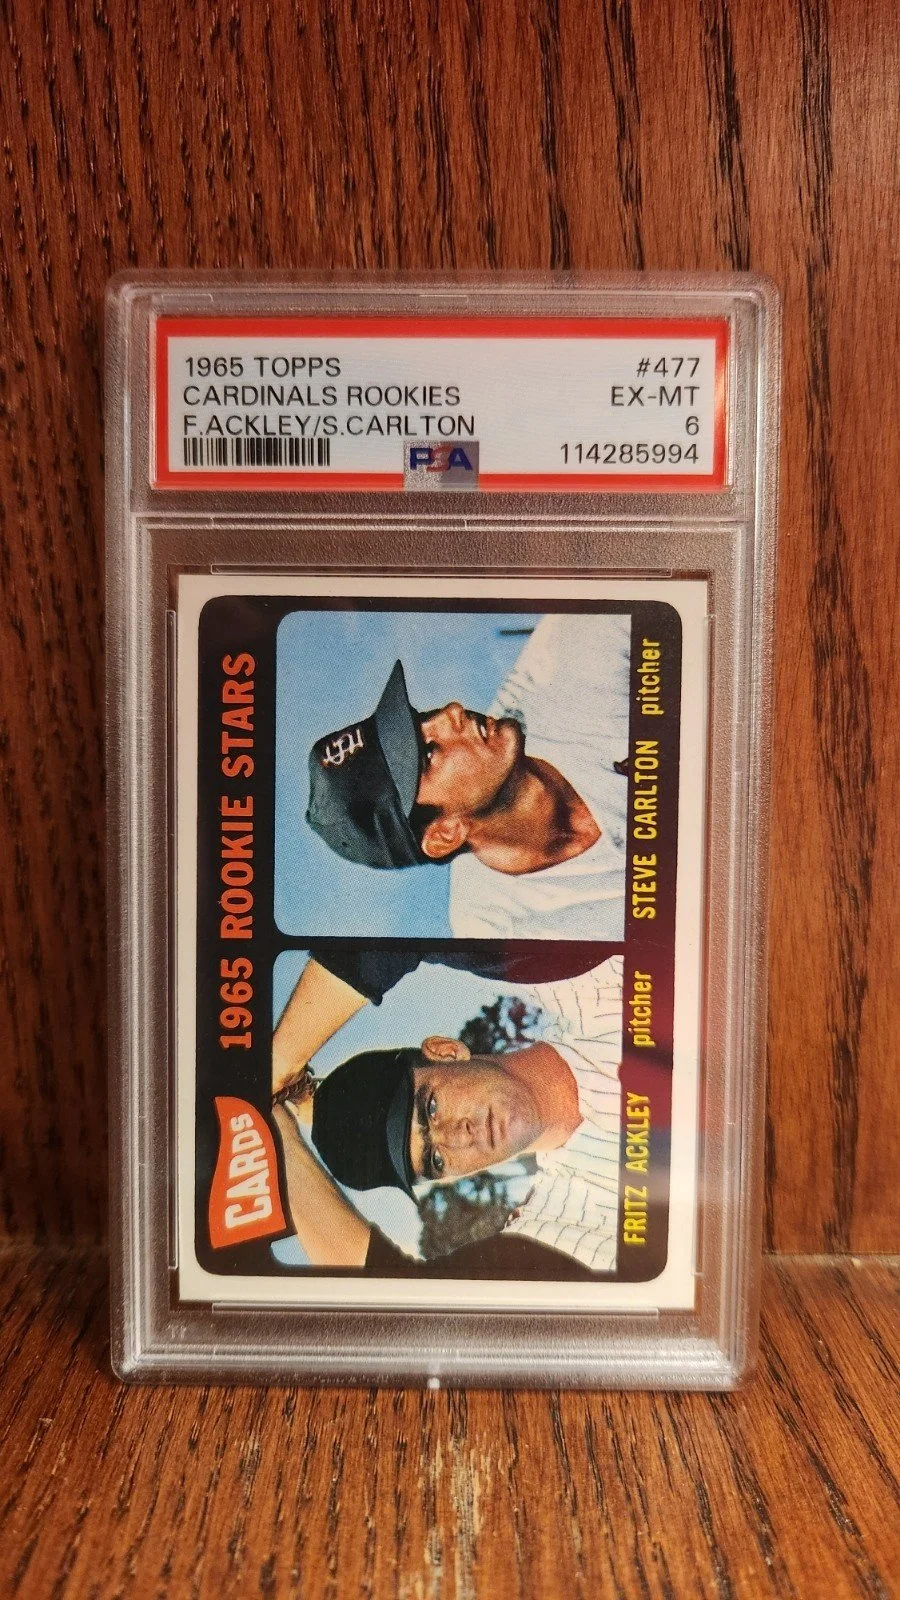 1965 TOPPS #477
CARDINALS ROOKIES EX-MT
F.ACKLEY/S.CARLTON 6
PSA 114285994
1965 ROOKIE STARS
CARDS
STL
FRITZ ACKLEY pitcher
STEVE CARLTON pitcher